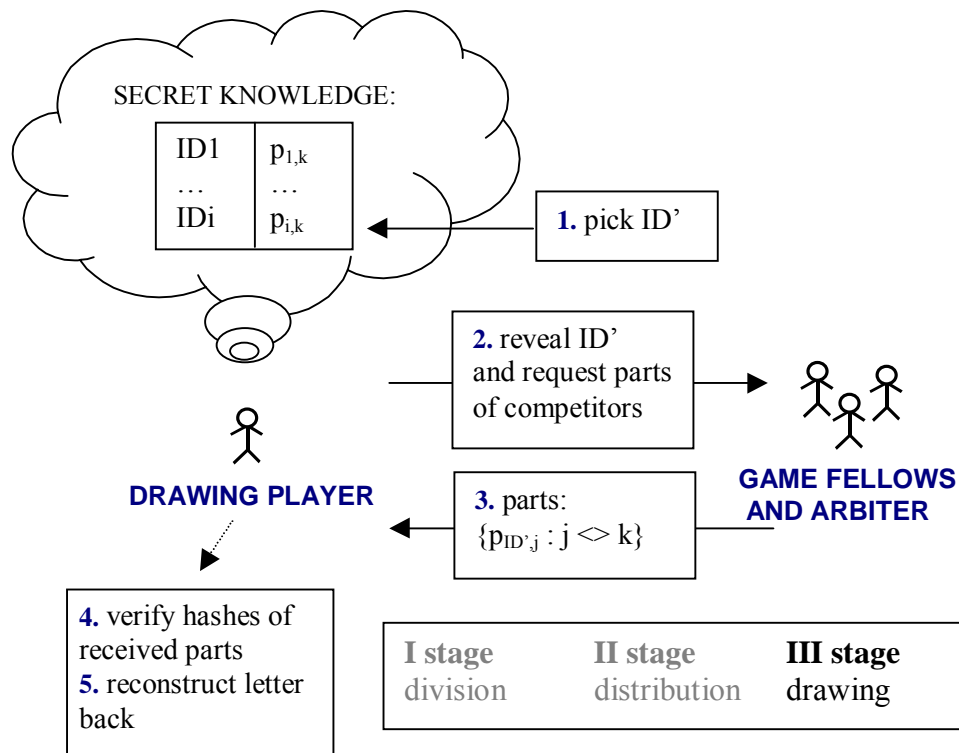 SECRET KNOWLEDGE:
ID1 p1,k
… …
IDi pi,k
1. pick ID’
2. reveal ID’
and request parts
of competitors
DRAWING PLAYER
GAME FELLOWS
AND ARBITER
3. parts:
{pID’,j : j <> k}
4. verify hashes of
received parts
5. reconstruct letter
back
I stage II stage III stage
division distribution drawing